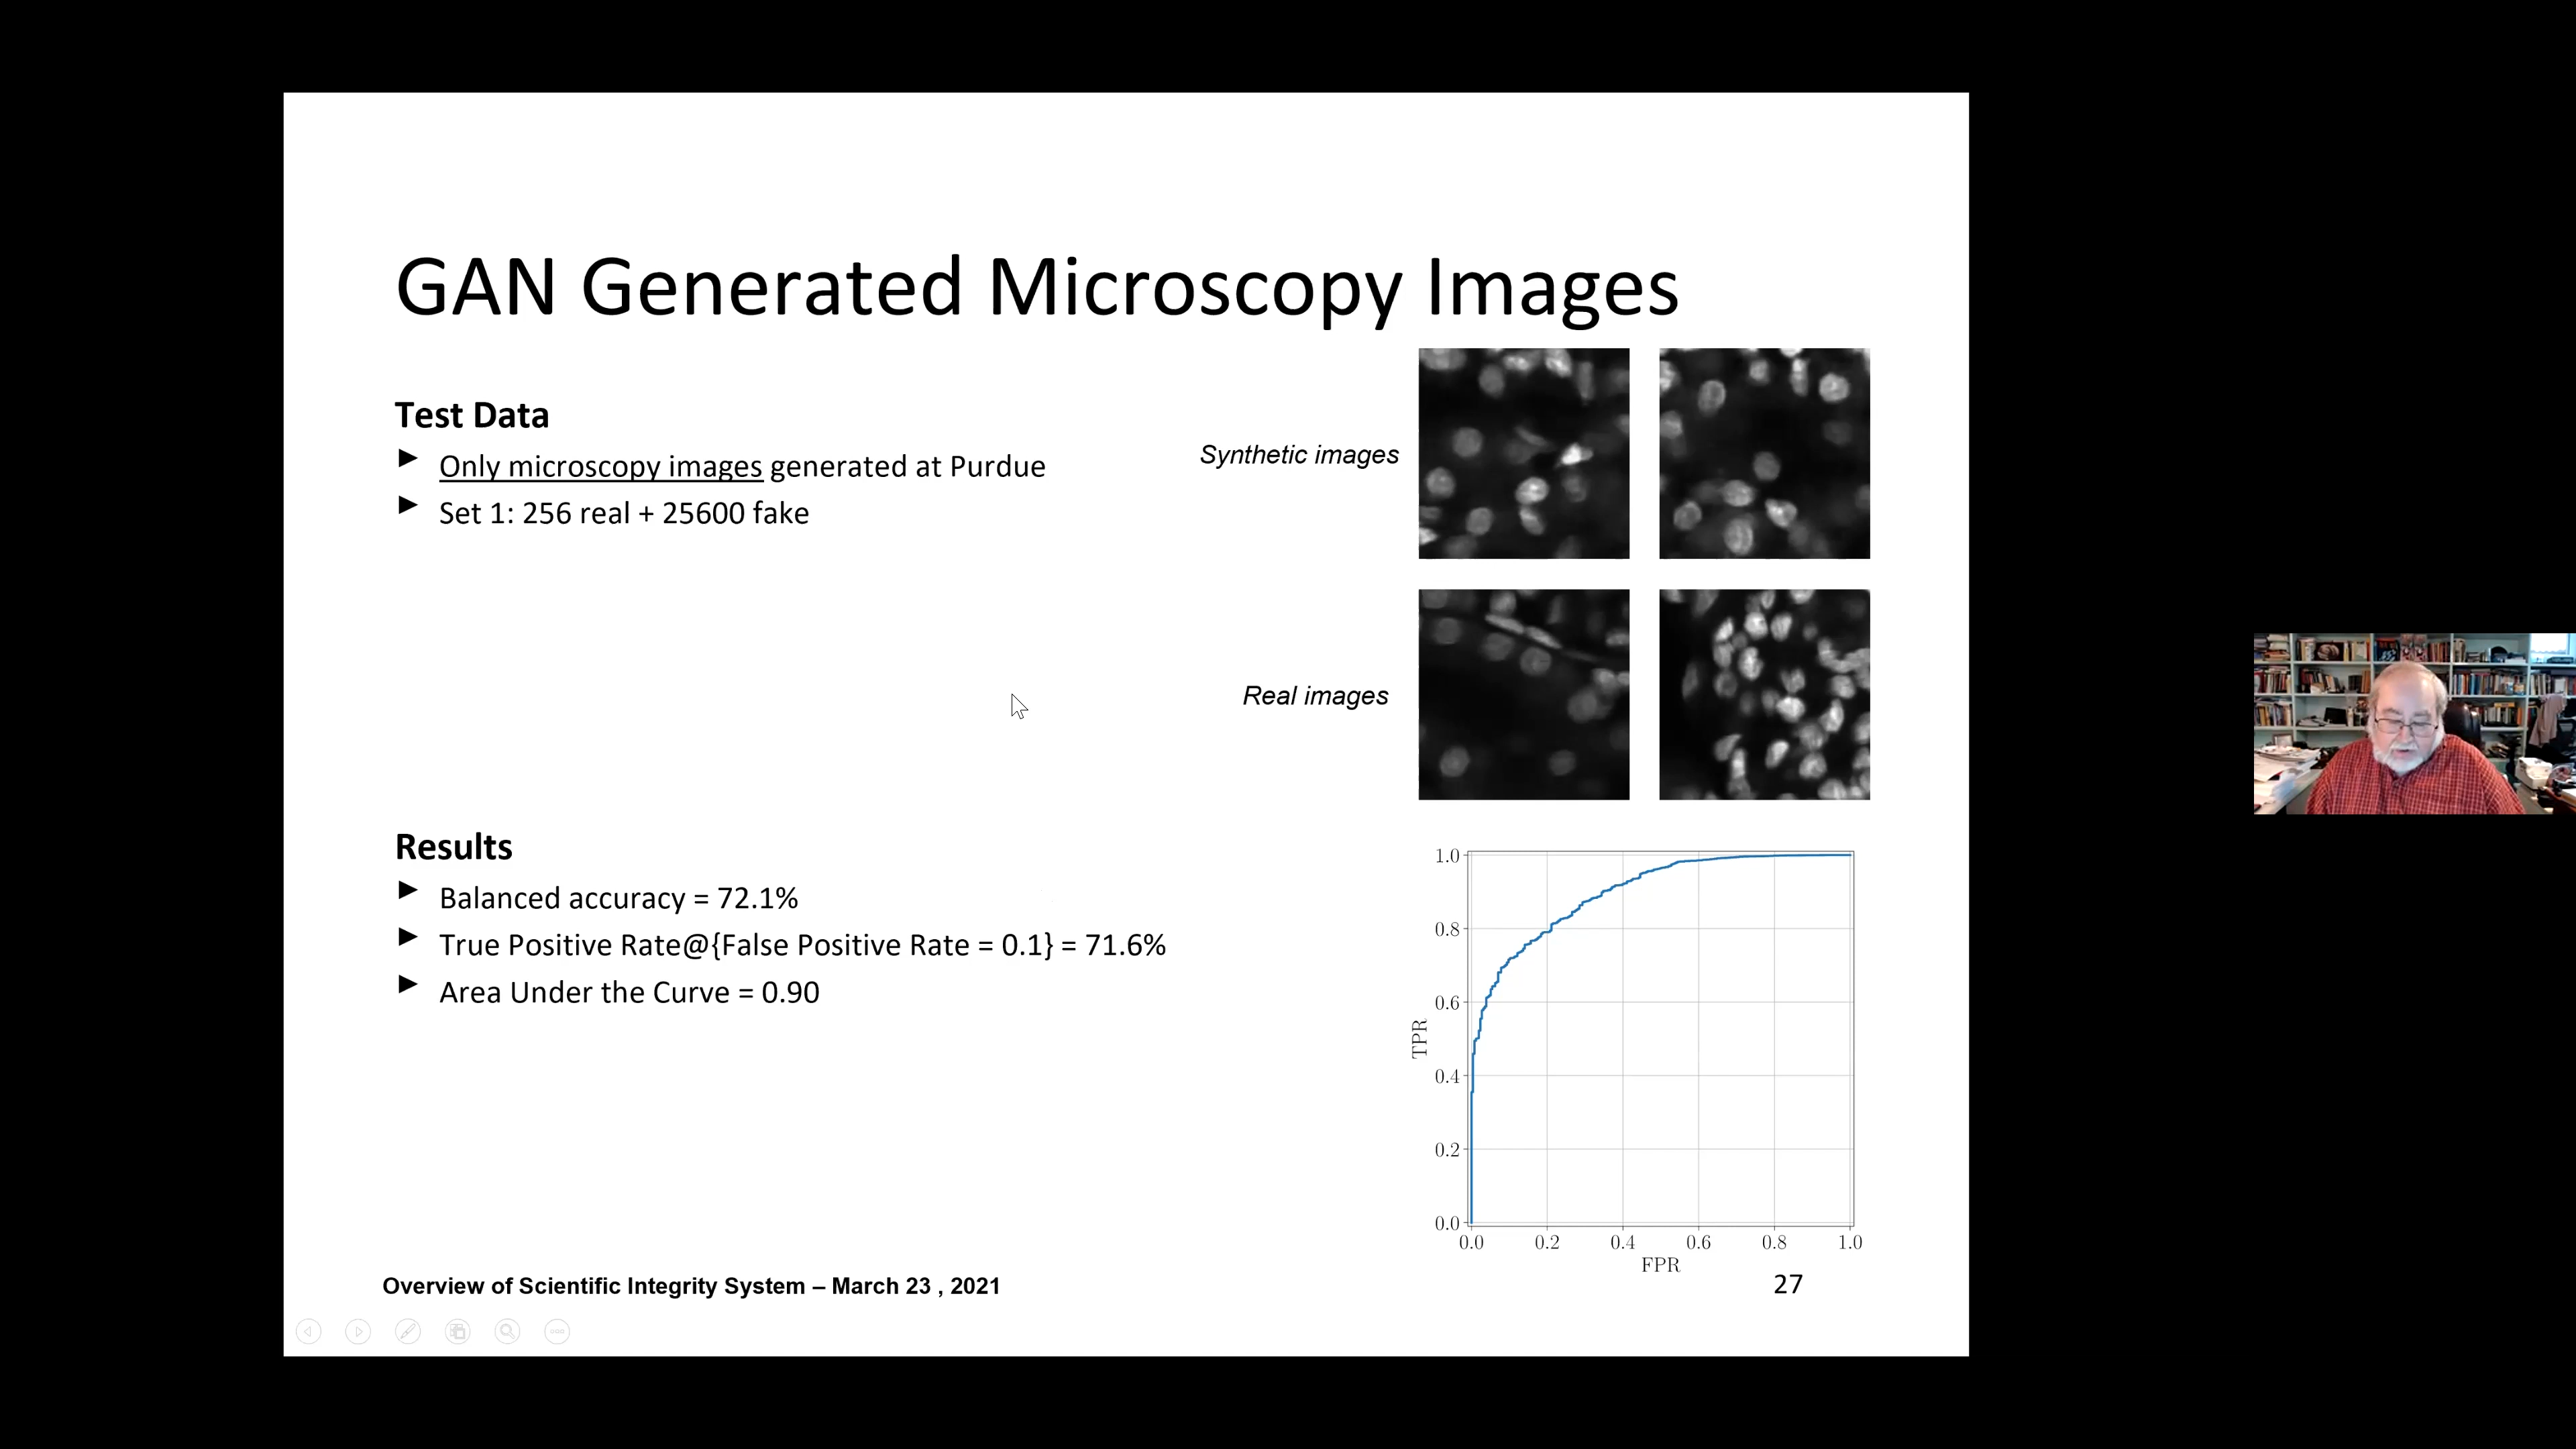 GAN Generated Microscopy Images
Test Data
Only microscopy images generated at Purdue
Set 1: 256 real + 25600 fake
Synthetic images
Real images
Results
Balanced accuracy = 72.1%
True Positive Rate@{False Positive Rate = 0.1} = 71.6%
Area Under the Curve = 0.90
1.0
0.8
0.6
0.4
0.2
0.0
TPR
0.0 0.2 0.4 0.6 0.8 1.0
FPR
Overview of Scientific Integrity System – March 23 , 2021
27